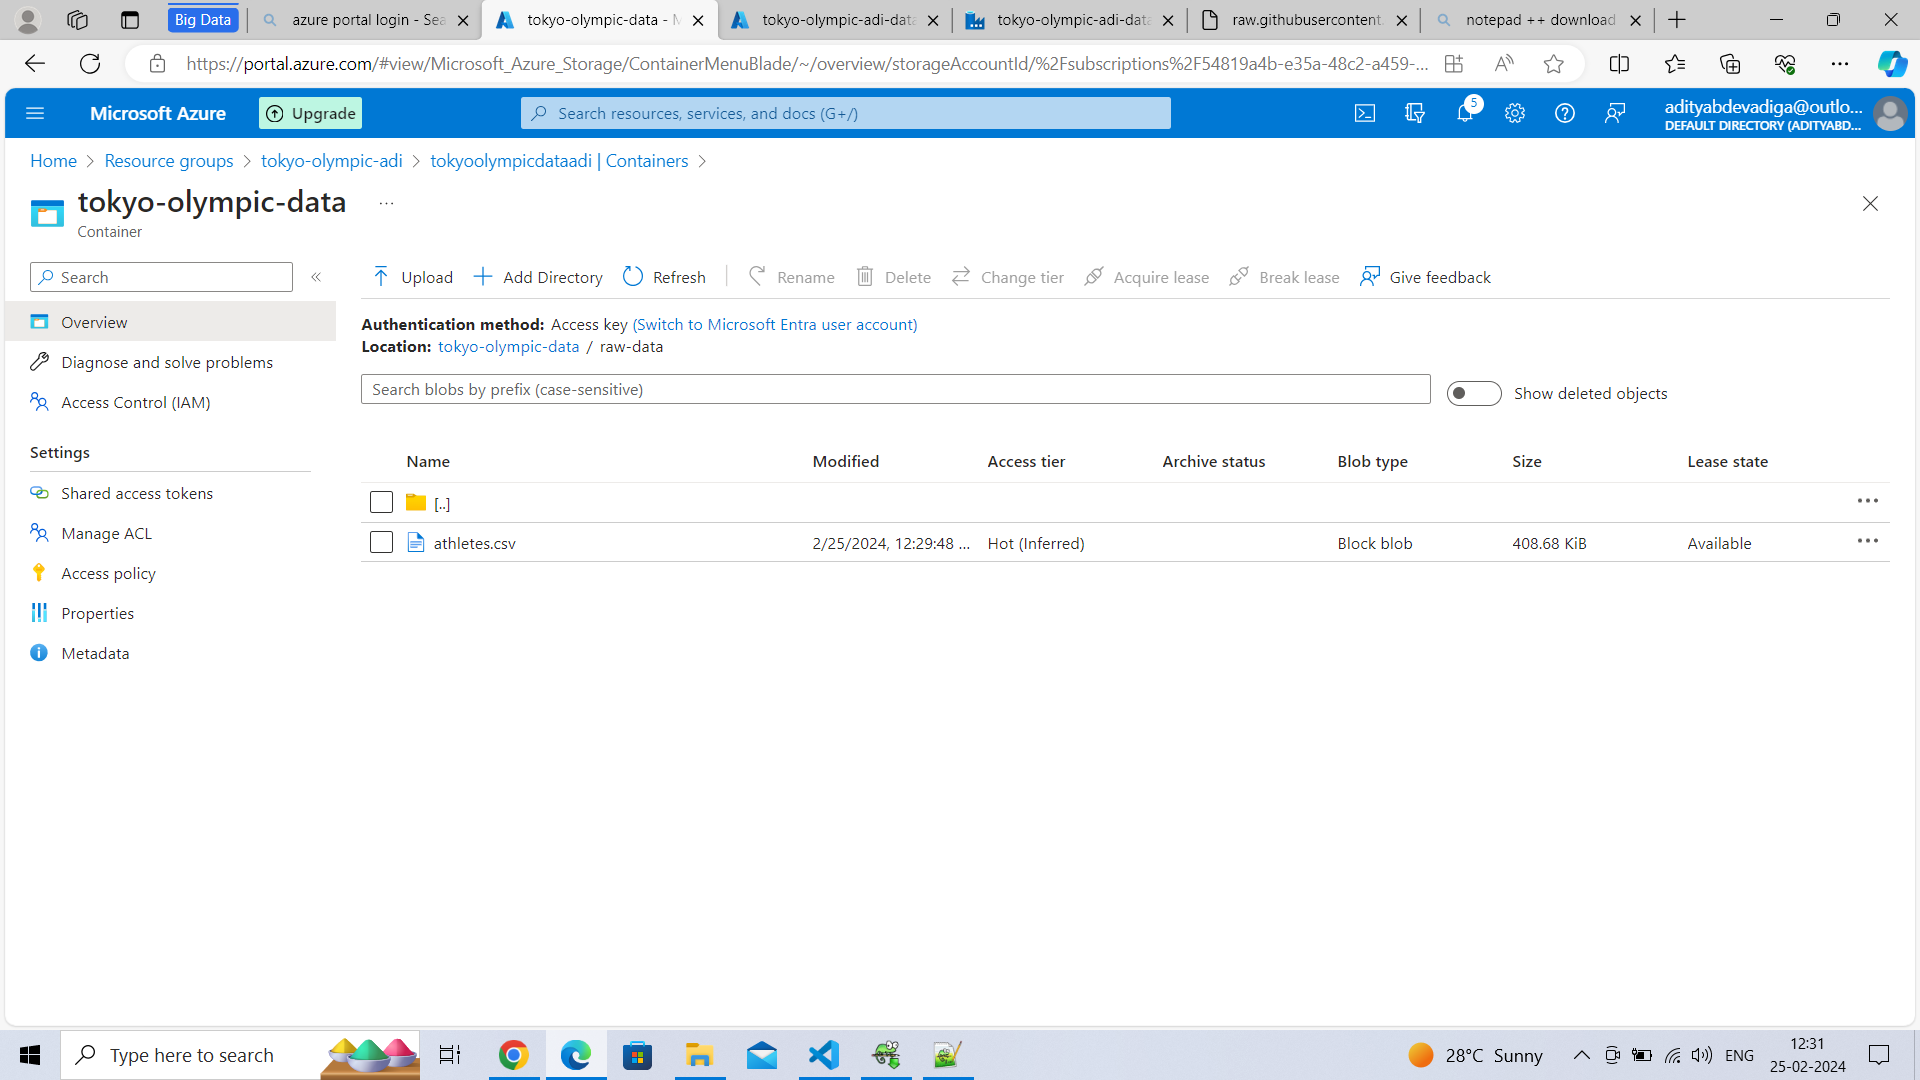 Big Data
azure portal login - Sea
tokyo-olympic-data - M
tokyo-olympic-adi-data
tokyo-olympic-adi-data
raw.githubusercontent.
notepad ++ download
https://portal.azure.com/#view/Microsoft_Azure_Storage/ContainerMenuBlade/~/overview/storageAccountId/%2Fsubscriptions%2F54819a4b-e35a-48c2-a459-...
Microsoft Azure
Upgrade
Search resources, services, and docs (G+/)
5
adityabdevadiga@outlo...
DEFAULT DIRECTORY (ADITYABD...
Home > Resource groups > tokyo-olympic-adi > tokyoolympicdataadi | Containers >
tokyo-olympic-data ...
Container
Search «
Upload Add Directory Refresh Rename Delete Change tier Acquire lease Break lease Give feedback
Overview
Diagnose and solve problems
Access Control (IAM)
Settings
Shared access tokens
Manage ACL
Access policy
Properties
Metadata
Authentication method: Access key (Switch to Microsoft Entra user account)
Location: tokyo-olympic-data / raw-data
Search blobs by prefix (case-sensitive)
Show deleted objects
Name Modified Access tier Archive status Blob type Size Lease state
[..]
athletes.csv 2/25/2024, 12:29:48 ... Hot (Inferred) Block blob 408.68 KiB Available
Type here to search
28°C Sunny
ENG
12:31
25-02-2024